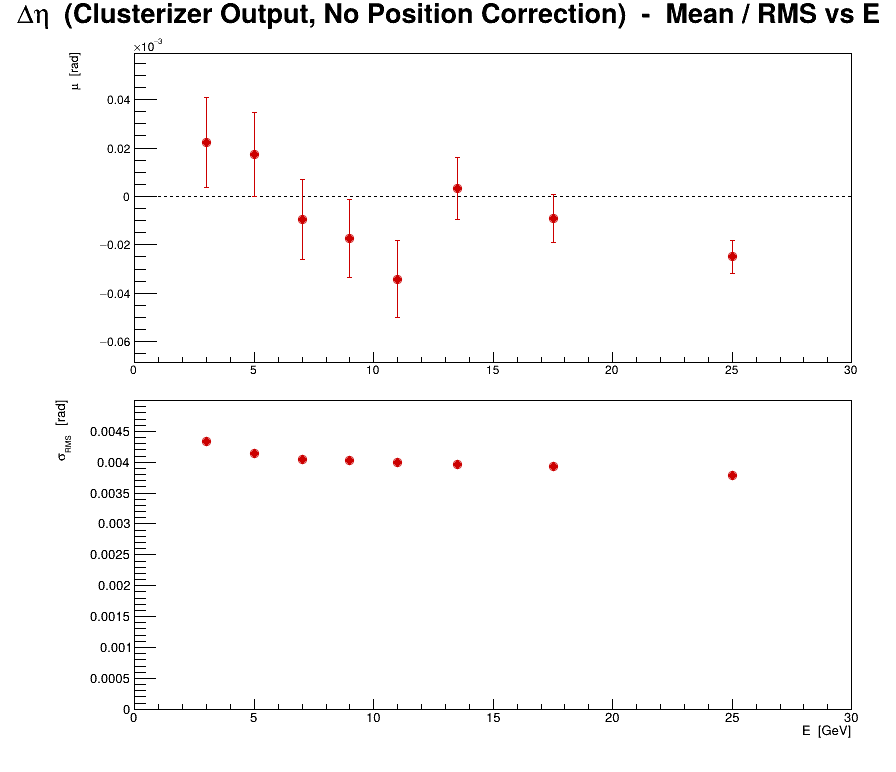 Δη (Clusterizer Output, No Position Correction) - Mean / RMS vs E
×10⁻³
μ [rad]
0.04
0.02
0
−0.02
−0.04
−0.06
0 5 10 15 20 25 30
σRMS [rad]
0.0045
0.004
0.0035
0.003
0.0025
0.002
0.0015
0.001
0.0005
0
0 5 10 15 20 25 30
E [GeV]